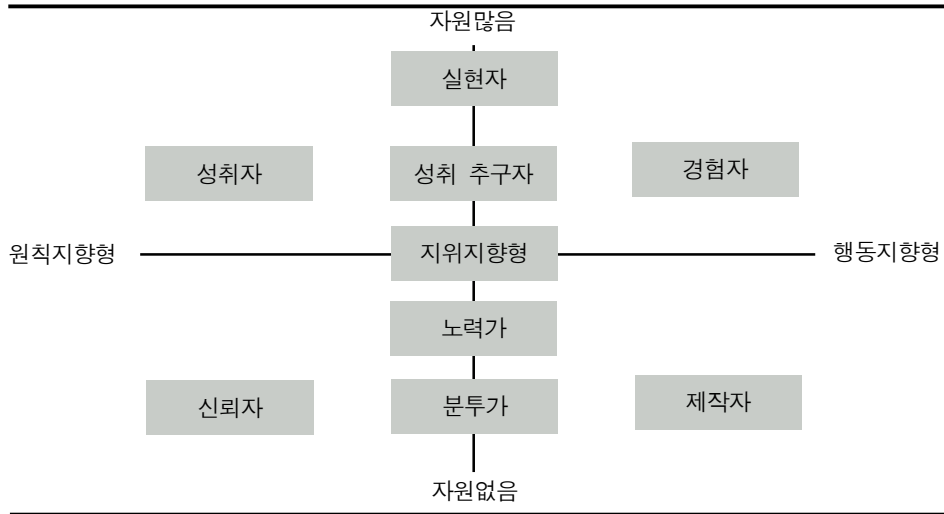 자원많음
실현자
성취자 성취 추구자 경험자
원칙지향형 지위지향형 행동지향형
노력가
신뢰자 분투가 제작자
자원없음